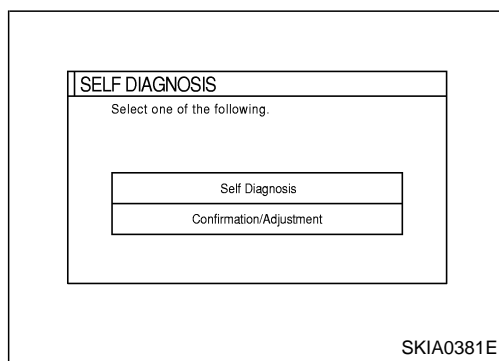 SELF DIAGNOSIS
Select one of the following.
Self Diagnosis
Confirmation/Adjustment
SKIA0381E